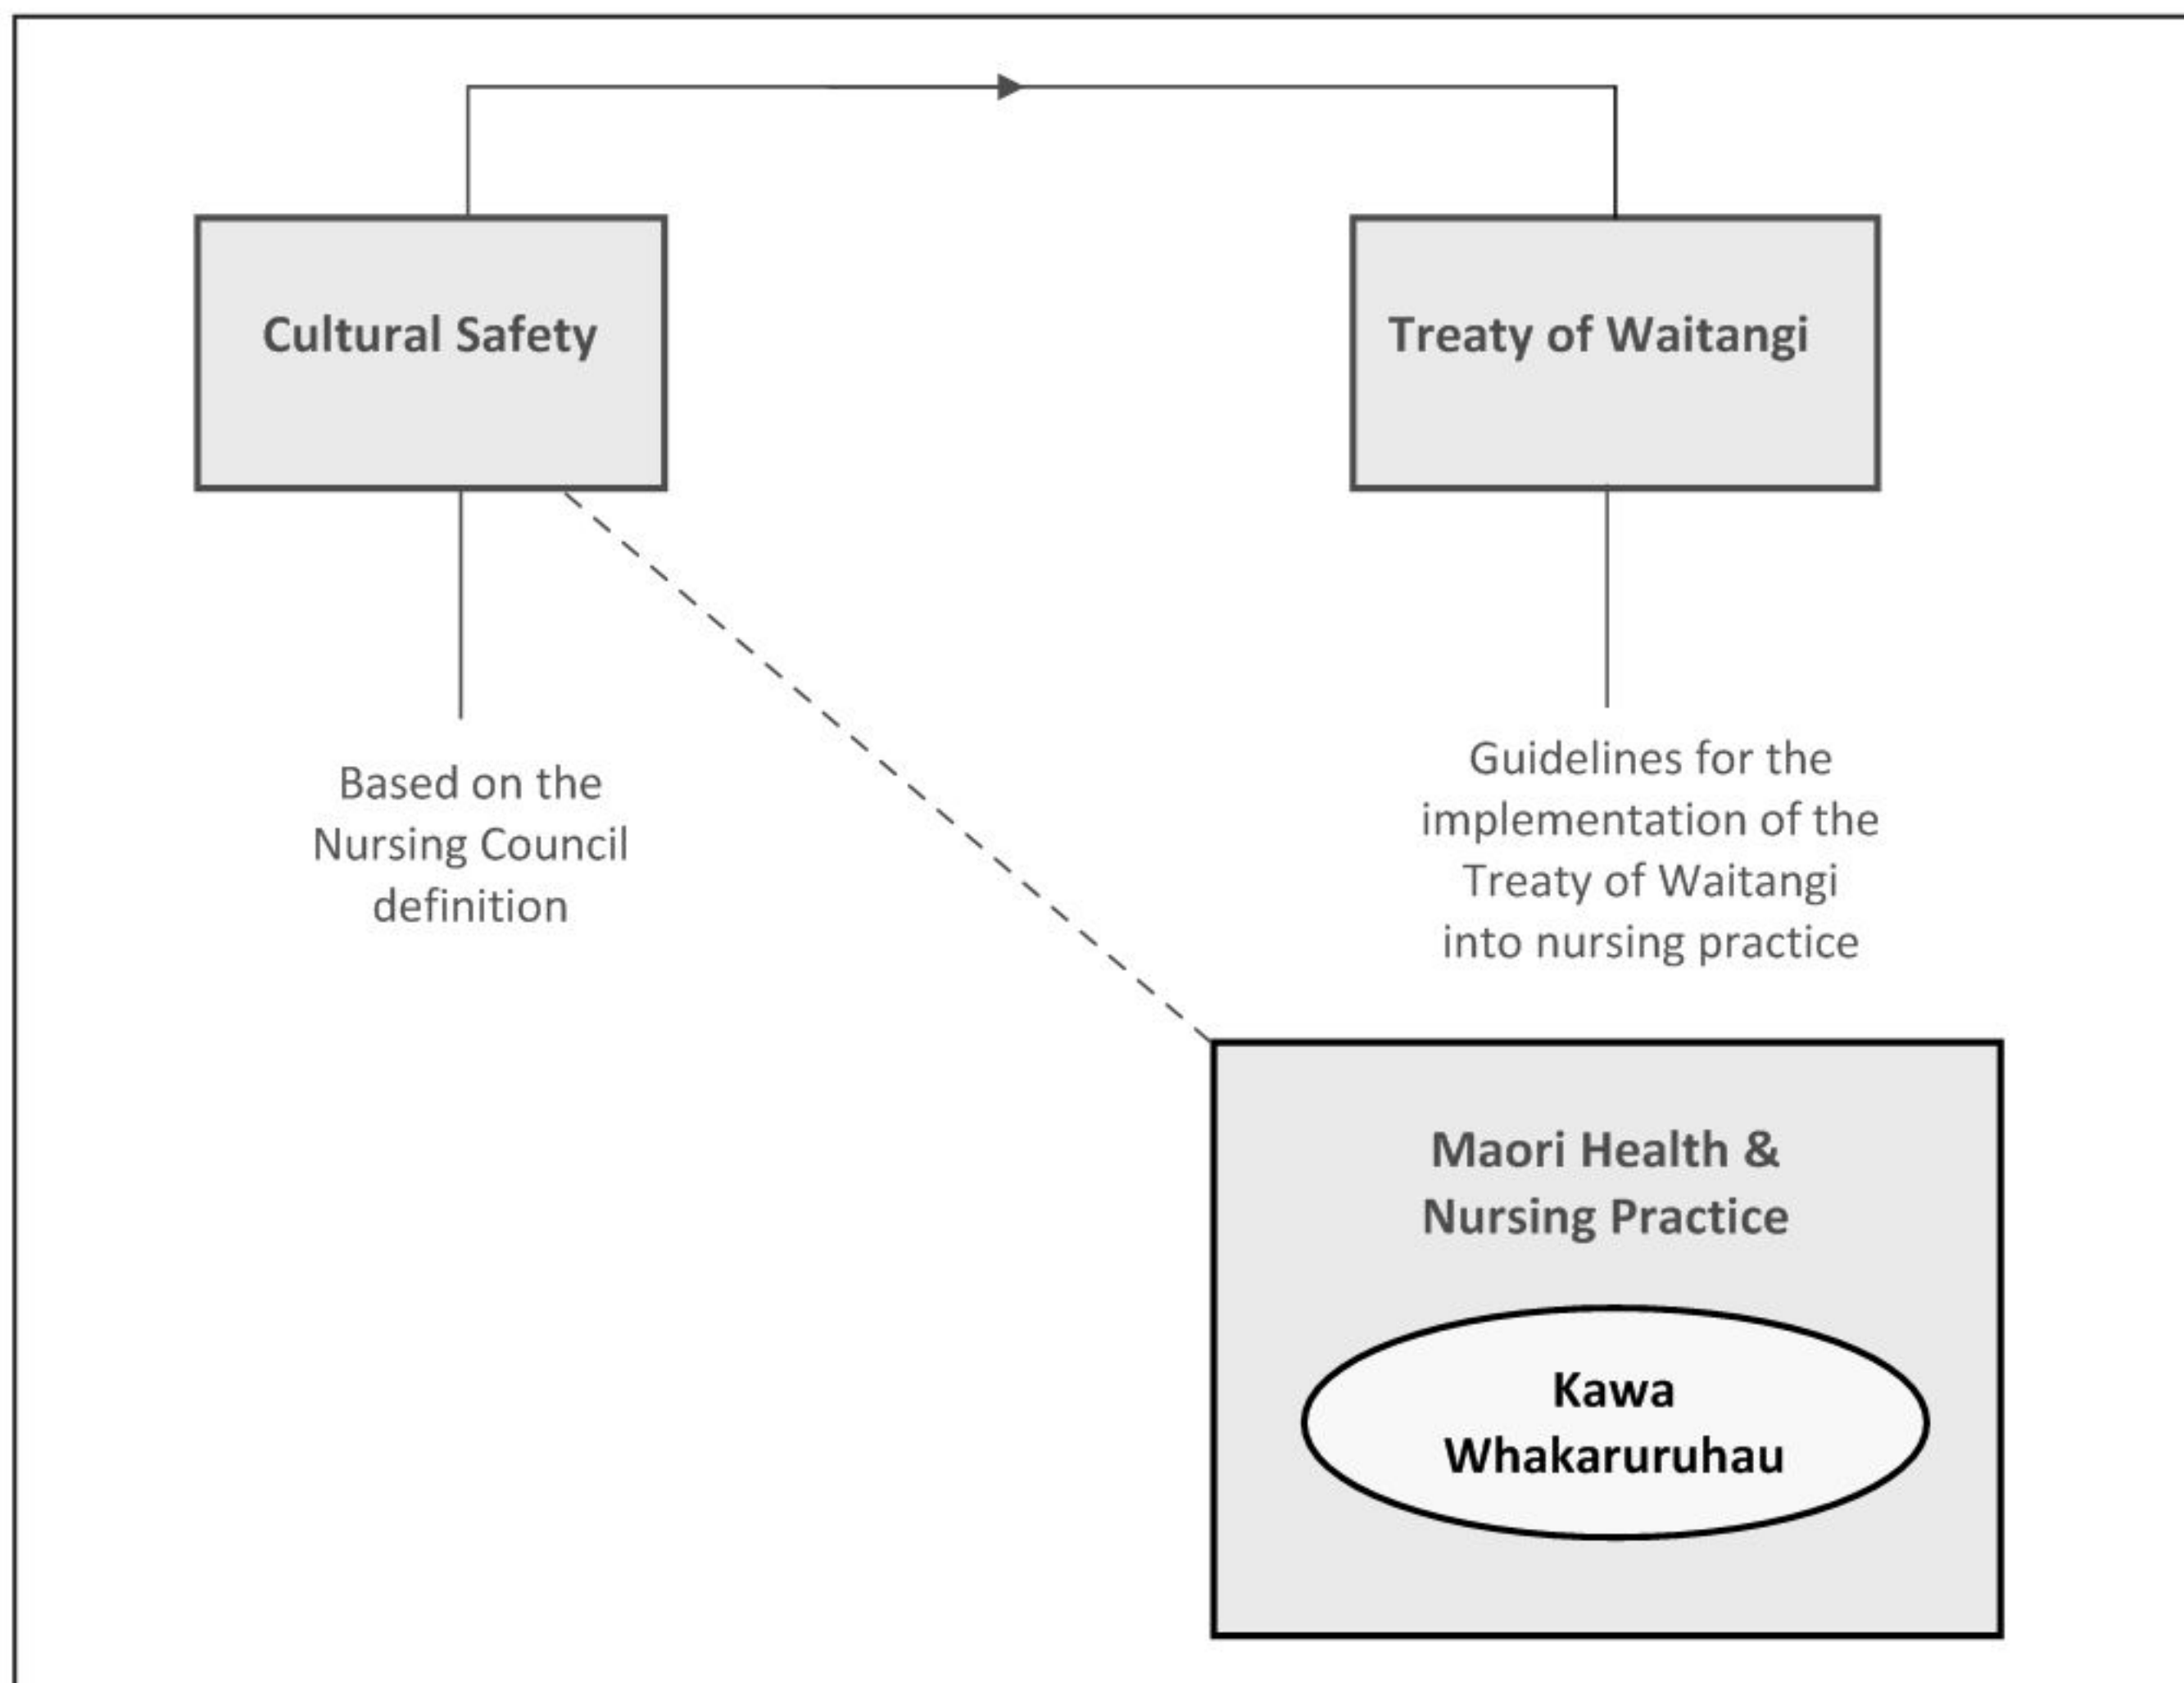 Cultural Safety
Treaty of Waitangi
Based on the
Nursing Council
definition
Guidelines for the
implementation of the
Treaty of Waitangi
into nursing practice
Maori Health &
Nursing Practice
Kawa
Whakaruruhau